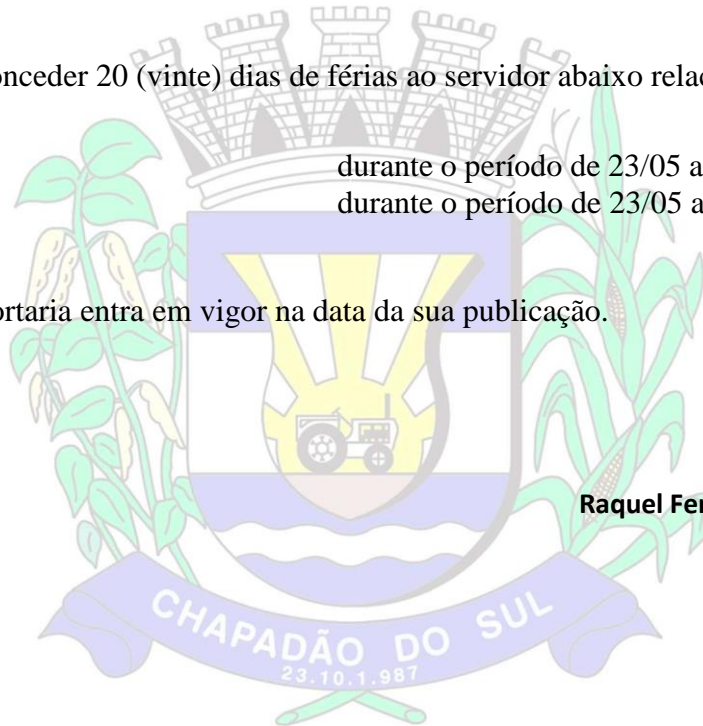 onceder 20 (vinte) dias de férias ao servidor abaixo rela
durante o período de 23/05 a
durante o período de 23/05 a
ortaria entra em vigor na data da sua publicação.
Raquel Fer
CHAPADÃO DO SUL
23.10.1.987